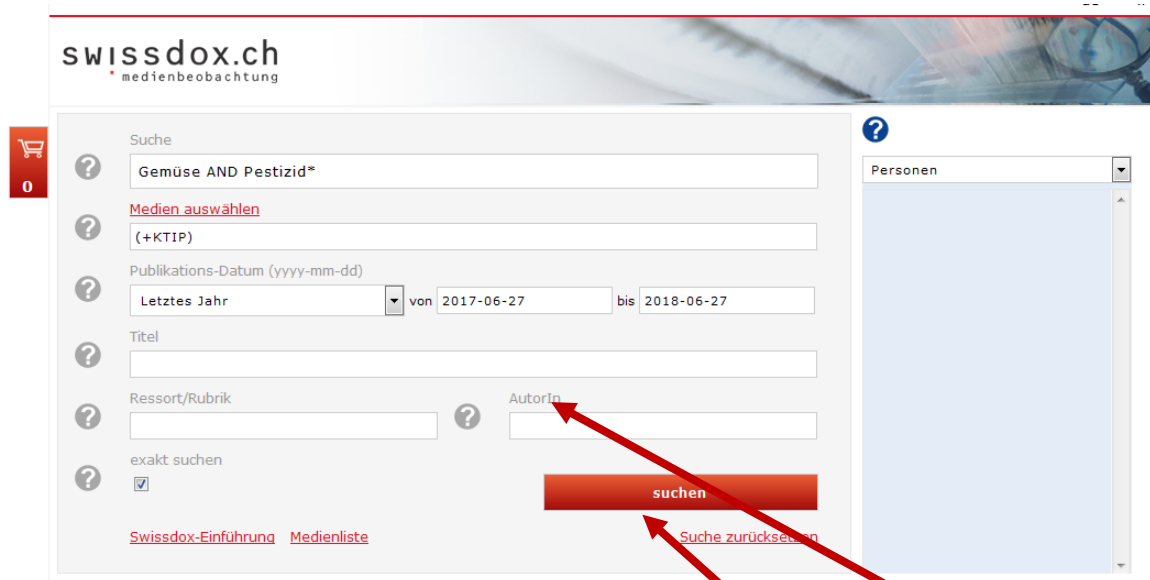 swissdox.ch
medienbeobachtung
0
Suche
Gemüse AND Pestizid*
Medien auswählen
(+KTIP)
Publikations-Datum (yyyy-mm-dd)
Letztes Jahr von 2017-06-27 bis 2018-06-27
Titel
Ressort/Rubrik AutorIn
exakt suchen
suchen
Swissdox-Einführung Medienliste Suche zurücksetzen
?
Personen